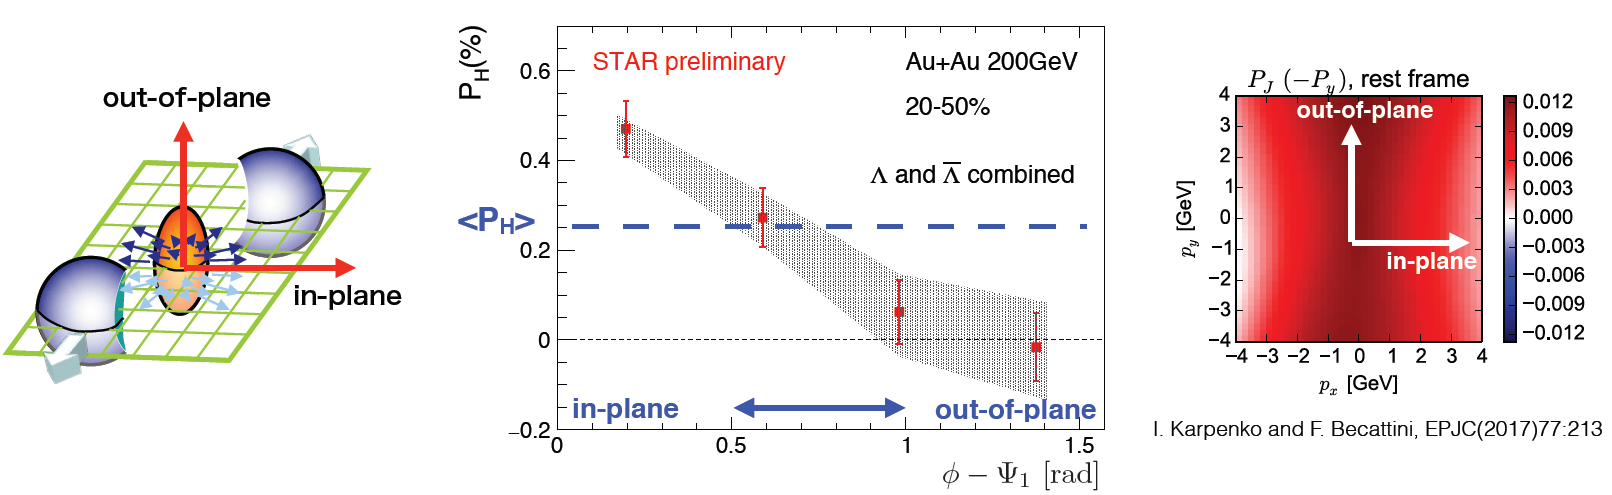 out-of-plane
in-plane
P_H(%)
STAR preliminary
Au+Au 200GeV
20-50%
Λ and Λ̅ combined
<P_H>
0.6
0.4
0.2
0
−0.2
in-plane
out-of-plane
0 0.5 1 1.5
ϕ − Ψ₁ [rad]
P_J (−P_y), rest frame
out-of-plane
in-plane
4
3
2
1
0
−1
−2
−3
−4
p_y [GeV]
−4 −3 −2 −1 0 1 2 3 4
p_x [GeV]
0.012
0.009
0.006
0.003
0.000
−0.003
−0.006
−0.009
−0.012
I. Karpenko and F. Becattini, EPJC(2017)77:213